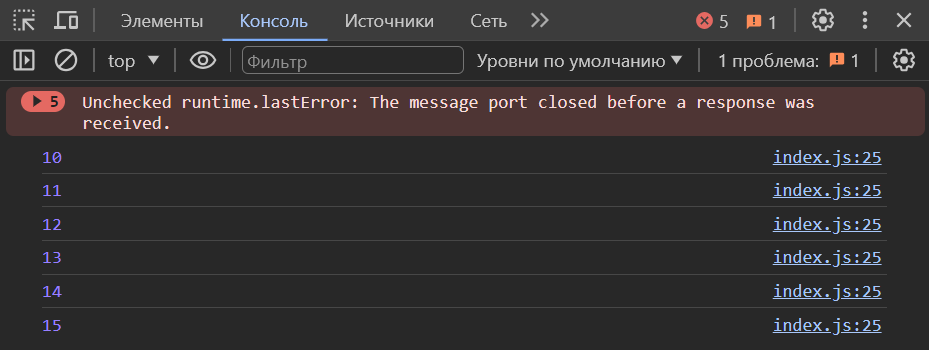 Элементы Консоль Источники Сеть 5 1
top Фильтр Уровни по умолчанию 1 проблема: 1
5 Unchecked runtime.lastError: The message port closed before a response was
received.
10 index.js:25
11 index.js:25
12 index.js:25
13 index.js:25
14 index.js:25
15 index.js:25